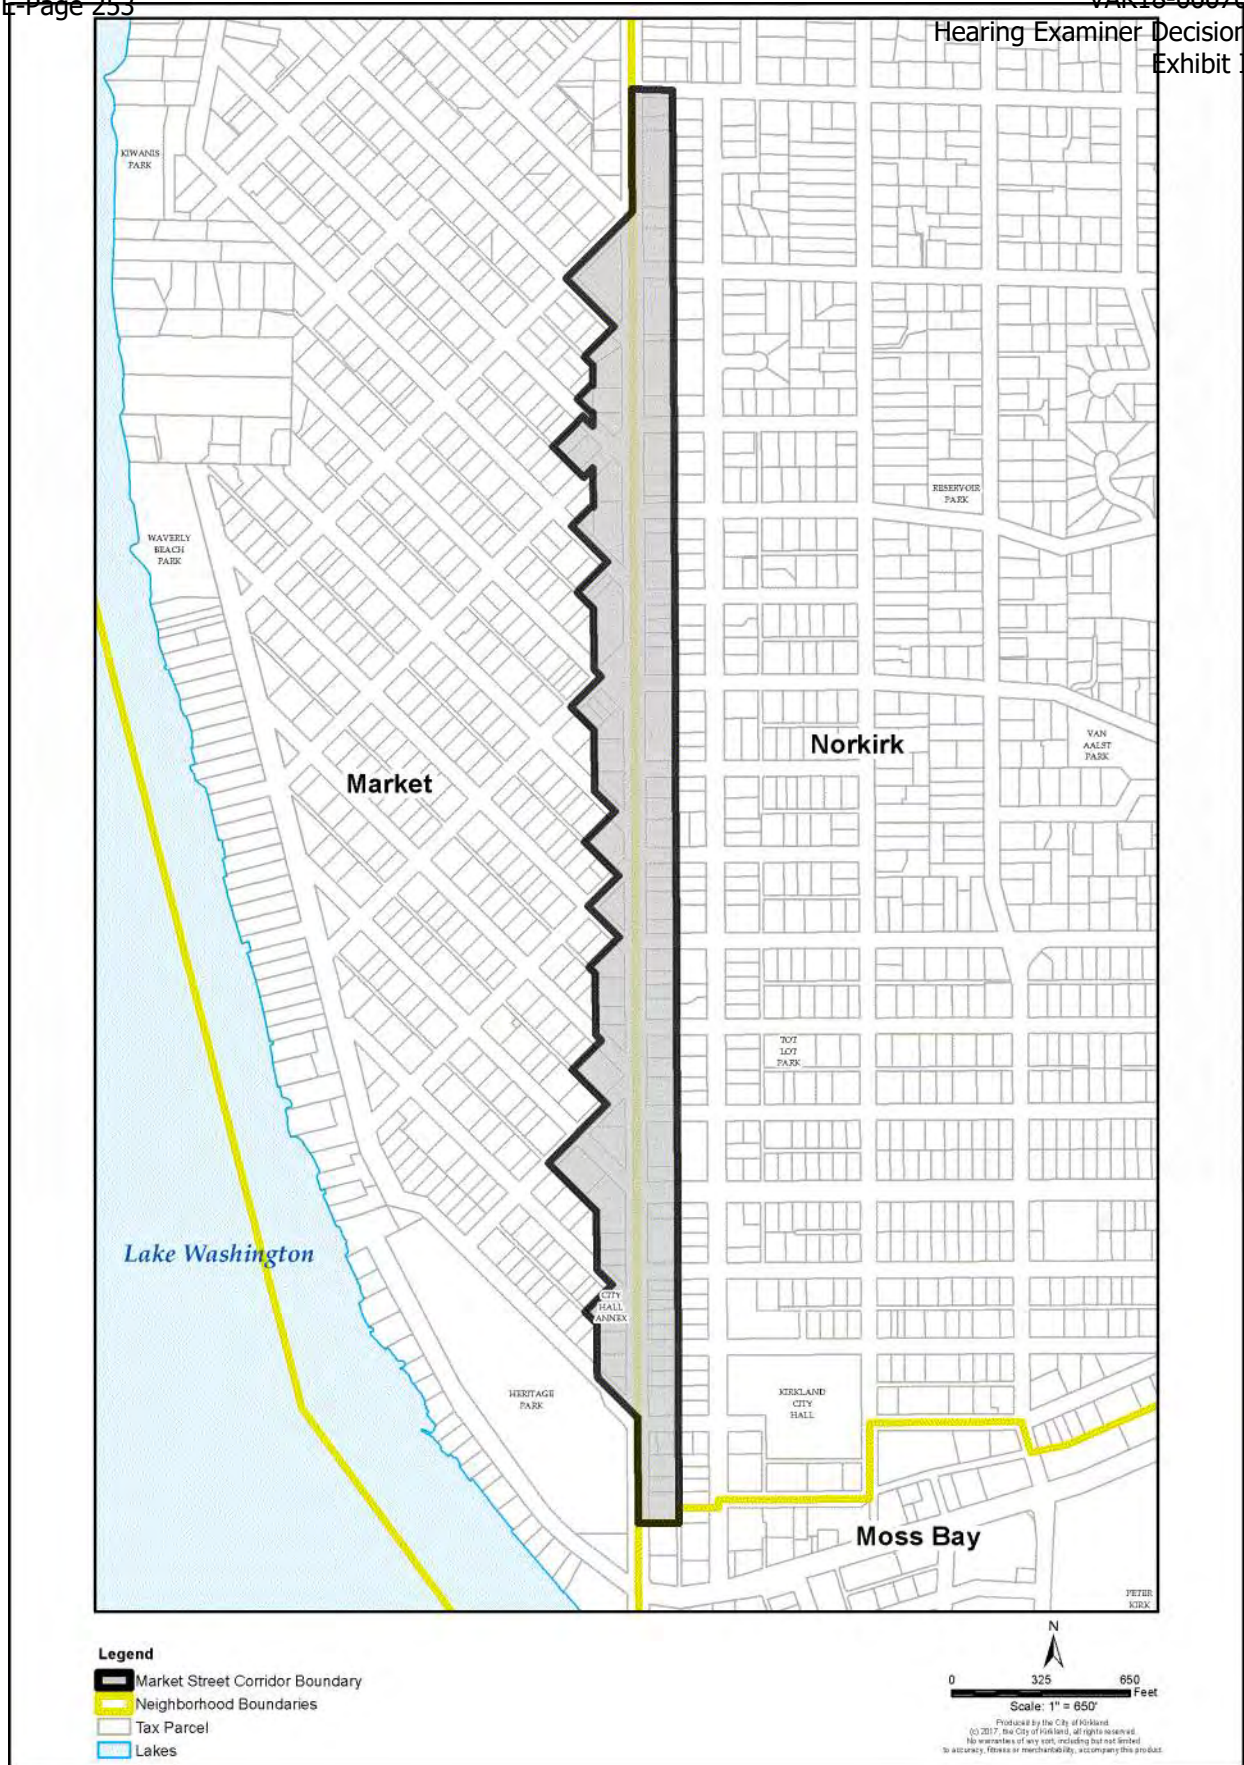 E-Page 253
Hearing Examiner Decision
Exhibit
KIWANIS
PARK
RESERVOIR
PARK
WAVERLY
BEACH
PARK
Norkirk
VAN
AALST
PARK
Market
TOT
LOT
PARK
Lake Washington
CITY
HALL
ANNEX
HERITAGE
PARK
KIRKLAND
CITY
HALL
Moss Bay
PETER
KIRK
Legend
Market Street Corridor Boundary
Neighborhood Boundaries
Tax Parcel
Lakes
N
0 325 650
Feet
Scale: 1" = 650'
Produced by the City of Kirkland.
(c) 2017, the City of Kirkland, all rights reserved.
No warranties of any sort, including but not limited
to accuracy, fitness or merchantability, accompany this product.